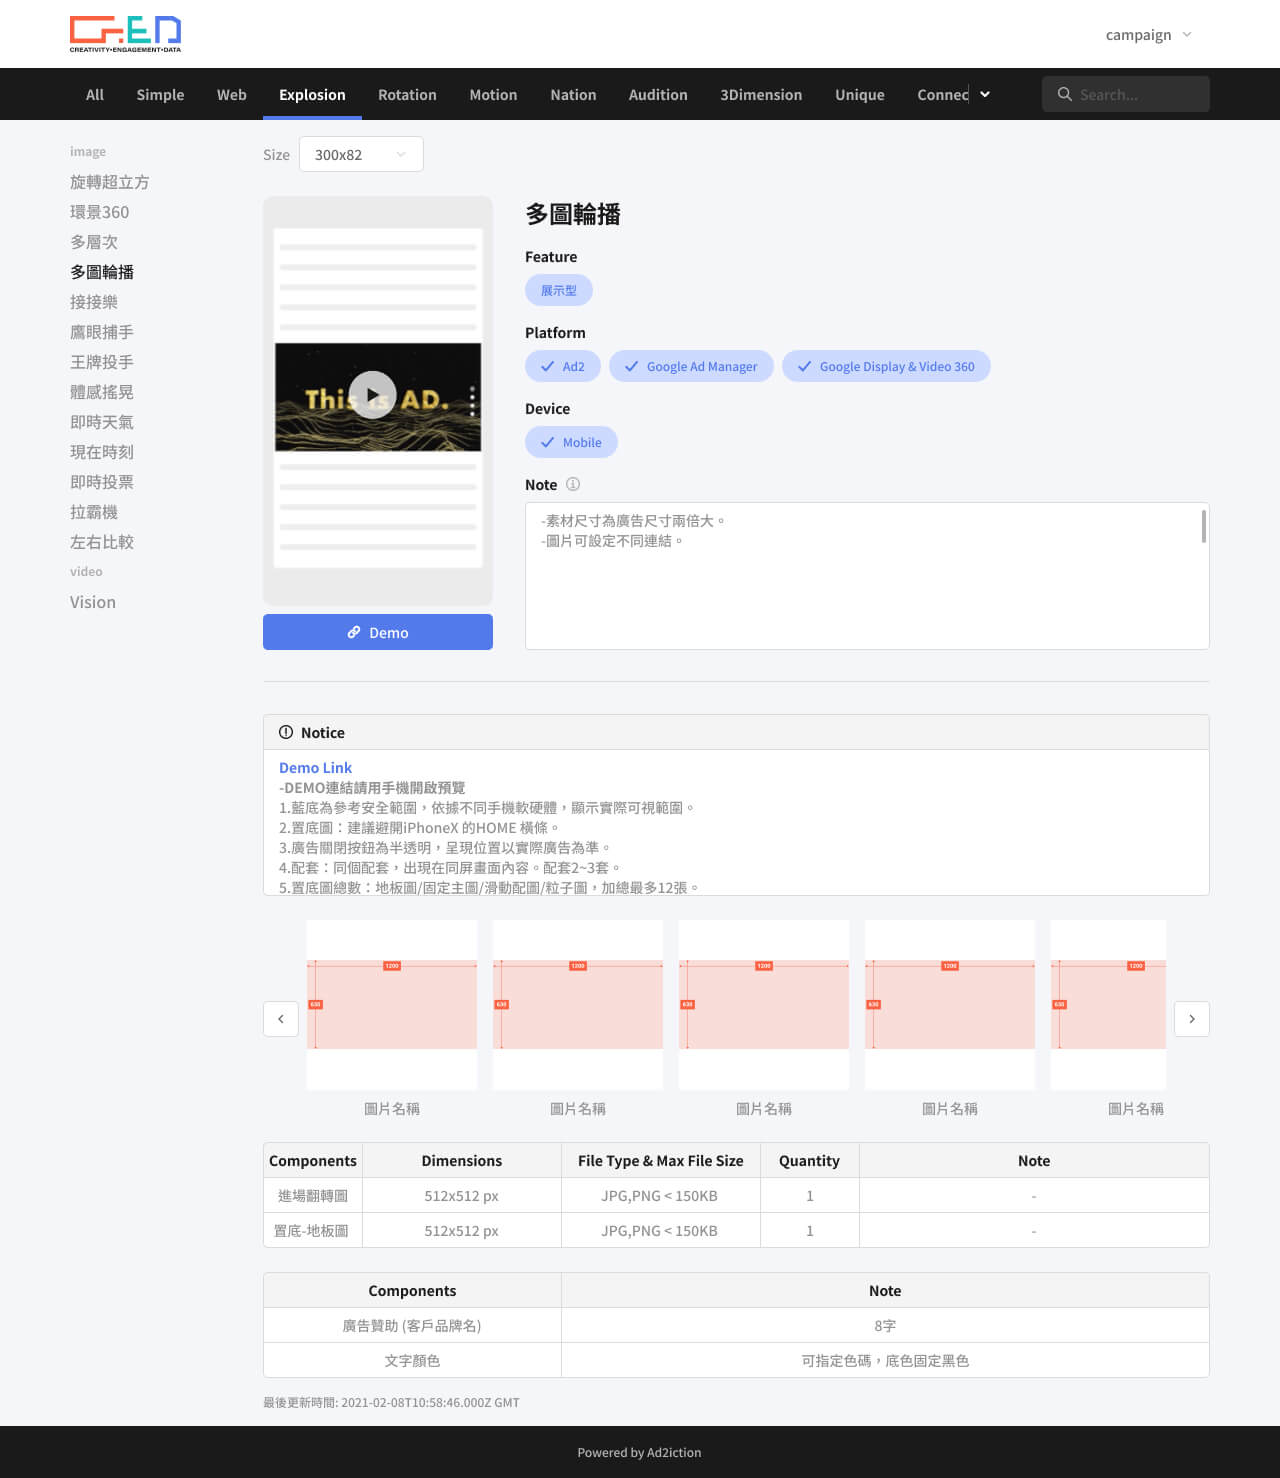 CREATIVITY•ENGAGEMENT•DATA
campaign
All Simple Web Explosion Rotation Motion Nation Audition 3Dimension Unique Connec
Search...
image
旋轉超立方
環景360
多層次
多圖輪播
接接樂
鷹眼捕手
王牌投手
體感搖晃
即時天氣
現在時刻
即時投票
拉霸機
左右比較
video
Vision
Size 300x82
This is AD.
Demo
多圖輪播
Feature
展示型
Platform
Ad2 Google Ad Manager Google Display & Video 360
Device
Mobile
Note
-素材尺寸為廣告尺寸兩倍大。
-圖片可設定不同連結。
Notice
Demo Link
-DEMO連結請用手機開啟預覽
1.藍底為參考安全範圍，依據不同手機軟硬體，顯示實際可視範圍。
2.置底圖：建議避開iPhoneX 的HOME 橫條。
3.廣告關閉按鈕為半透明，呈現位置以實際廣告為準。
4.配套：同個配套，出現在同屏畫面內容。配套2~3套。
5.置底圖總數：地板圖/固定主圖/滑動配圖/粒子圖，加總最多12張。
1200 1200 1200 1200 1200
630 630 630 630 630
圖片名稱 圖片名稱 圖片名稱 圖片名稱 圖片名稱
Components Dimensions File Type & Max File Size Quantity Note
進場翻轉圖 512x512 px JPG,PNG < 150KB 1 -
置底-地板圖 512x512 px JPG,PNG < 150KB 1 -
Components Note
廣告贊助 (客戶品牌名) 8字
文字顏色 可指定色碼，底色固定黑色
最後更新時間: 2021-02-08T10:58:46.000Z GMT
Powered by Ad2iction